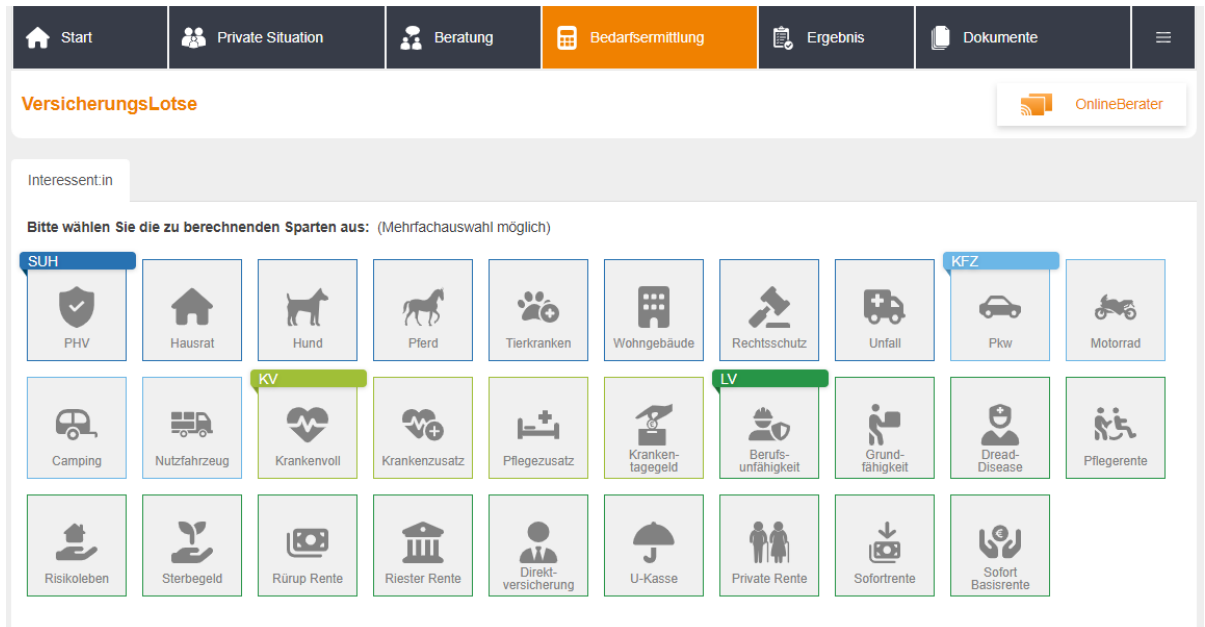 Start
Private Situation
Beratung
Bedarfsermittlung
Ergebnis
Dokumente
VersicherungsLotse
OnlineBerater
Interessent:in
Bitte wählen Sie die zu berechnenden Sparten aus: (Mehrfachauswahl möglich)
SUH
KFZ
PHV
Hausrat
Hund
Pferd
Tierkranken
Wohngebäude
Rechtsschutz
Unfall
Pkw
Motorrad
KV
LV
Camping
Nutzfahrzeug
Krankenvoll
Krankenzusatz
Pflegezusatz
Kranken-
tagegeld
Berufs-
unfähigkeit
Grund-
fähigkeit
Dread-
Disease
Pflegerente
Risikoleben
Sterbegeld
Rürup Rente
Riester Rente
Direkt-
versicherung
U-Kasse
Private Rente
Sofortrente
Sofort
Basisrente